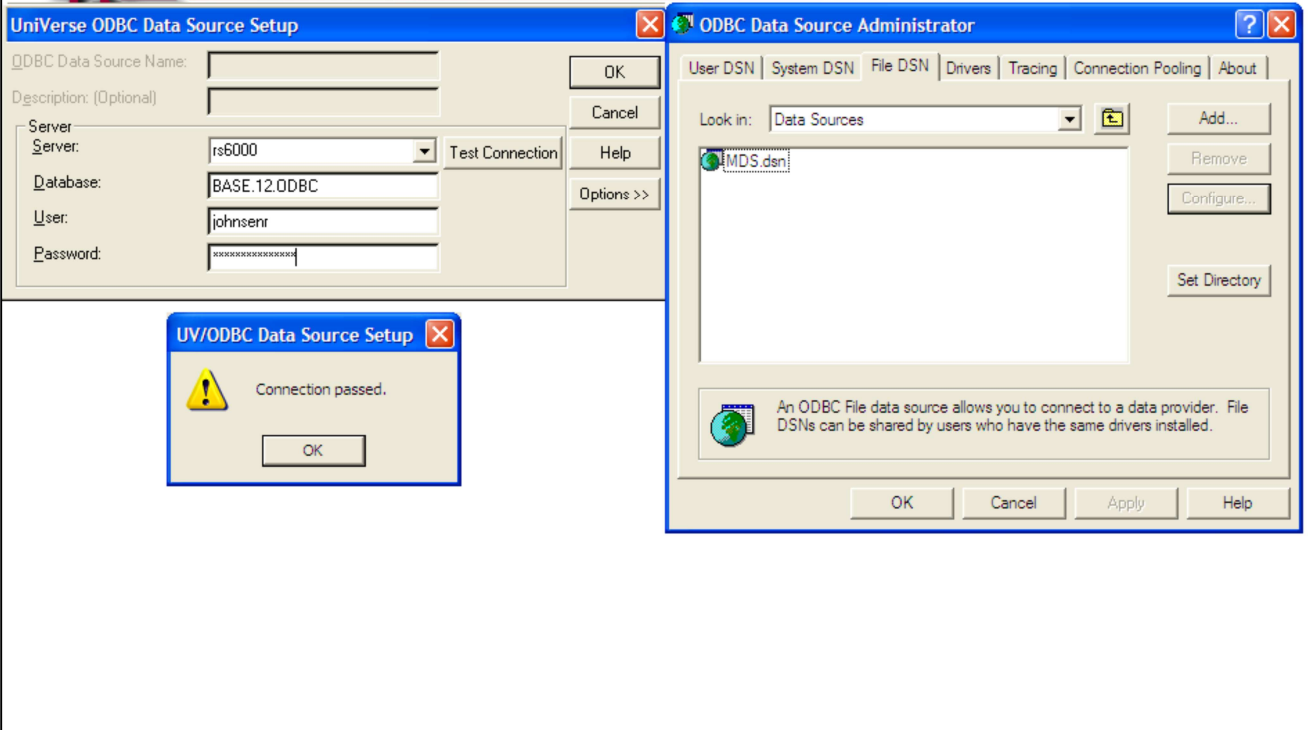 UniVerse ODBC Data Source Setup
ODBC Data Source Name:
OK
Description: (Optional)
Cancel
Server
Server:
rs6000
Test Connection
Help
Database:
BASE.12.ODBC
Options >>
User:
johnsenr
Password:
***************
UV/ODBC Data Source Setup
Connection passed.
OK
ODBC Data Source Administrator
User DSN System DSN File DSN Drivers Tracing Connection Pooling About
Look in: Data Sources
Add...
MDS.dsn
Remove
Configure...
Set Directory
An ODBC File data source allows you to connect to a data provider. File
DSNs can be shared by users who have the same drivers installed.
OK Cancel Apply Help